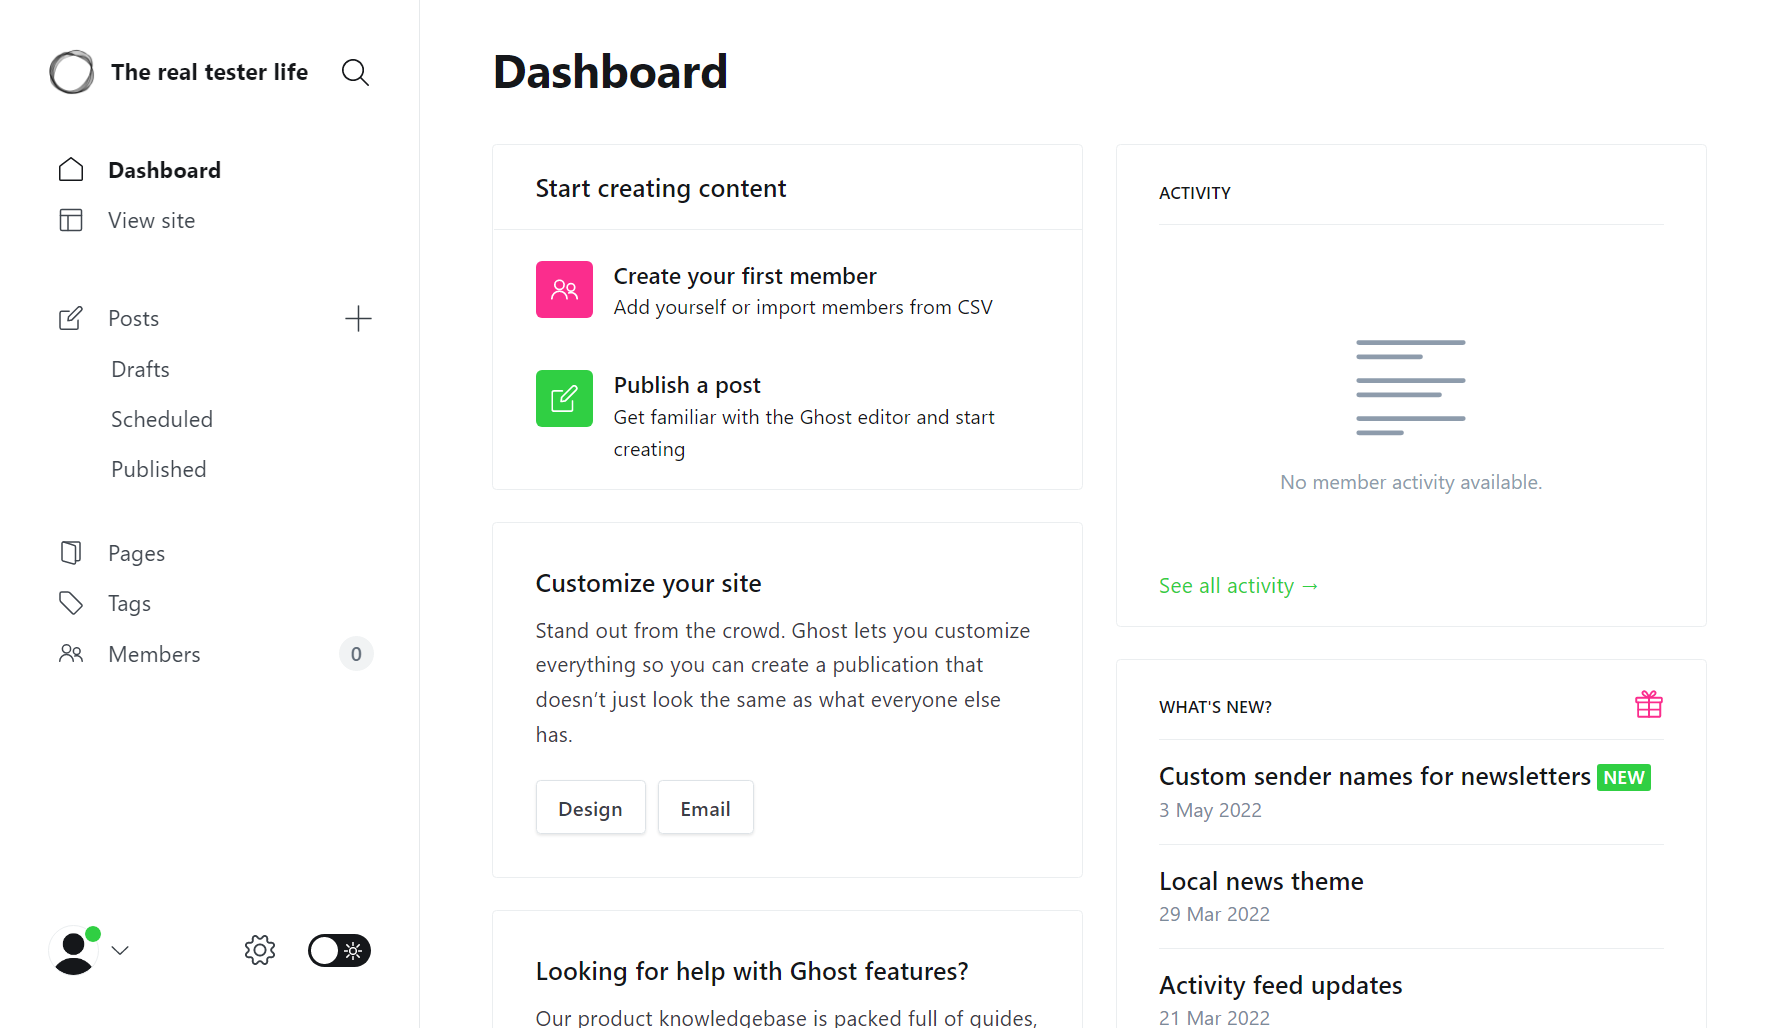 The real tester life
Dashboard
View site
Posts
Drafts
Scheduled
Published
Pages
Tags
Members
0
Dashboard
Start creating content
Create your first member
Add yourself or import members from CSV
Publish a post
Get familiar with the Ghost editor and start
creating
Customize your site
Stand out from the crowd. Ghost lets you customize
everything so you can create a publication that
doesn’t just look the same as what everyone else
has.
Design
Email
Looking for help with Ghost features?
Our product knowledgebase is packed full of guides,
ACTIVITY
No member activity available.
See all activity →
WHAT'S NEW?
Custom sender names for newsletters NEW
3 May 2022
Local news theme
29 Mar 2022
Activity feed updates
21 Mar 2022